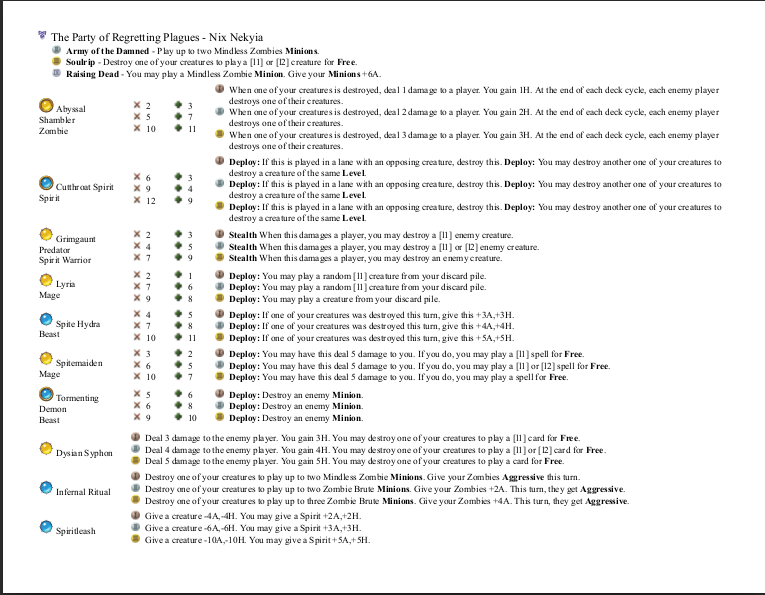 The Party of Regretting Plagues - Nix Nekyia
Army of the Damned - Play up to two Mindless Zombies Minions.
Soulrip - Destroy one of your creatures to play a [l1] or [l2] creature for Free.
Raising Dead - You may play a Mindless Zombie Minion. Give your Minions +6A.
Abyssal
Shambler
Zombie
2 3
5 7
10 11
When one of your creatures is destroyed, deal 1 damage to a player. You gain 1H. At the end of each deck cycle, each enemy player
destroys one of their creatures.
When one of your creatures is destroyed, deal 2 damage to a player. You gain 2H. At the end of each deck cycle, each enemy player
destroys one of their creatures.
When one of your creatures is destroyed, deal 3 damage to a player. You gain 3H. At the end of each deck cycle, each enemy player
destroys one of their creatures.
Cutthroat Spirit
Spirit
6 3
9 4
12 9
Deploy: If this is played in a lane with an opposing creature, destroy this. Deploy: You may destroy another one of your creatures to
destroy a creature of the same Level.
Deploy: If this is played in a lane with an opposing creature, destroy this. Deploy: You may destroy another one of your creatures to
destroy a creature of the same Level.
Deploy: If this is played in a lane with an opposing creature, destroy this. Deploy: You may destroy another one of your creatures to
destroy a creature of the same Level.
Grimgaunt
Predator
Spirit Warrior
2 3
4 5
7 9
Stealth When this damages a player, you may destroy a [l1] enemy creature.
Stealth When this damages a player, you may destroy a [l1] or [l2] enemy creature.
Stealth When this damages a player, you may destroy an enemy creature.
Lyria
Mage
2 1
7 6
9 8
Deploy: You may play a random [l1] creature from your discard pile.
Deploy: You may play a random [l1] creature from your discard pile.
Deploy: You may play a creature from your discard pile.
Spite Hydra
Beast
4 5
7 8
10 11
Deploy: If one of your creatures was destroyed this turn, give this +3A,+3H.
Deploy: If one of your creatures was destroyed this turn, give this +4A,+4H.
Deploy: If one of your creatures was destroyed this turn, give this +5A,+5H.
Spitemaiden
Mage
3 2
6 5
10 7
Deploy: You may have this deal 5 damage to you. If you do, you may play a [l1] spell for Free.
Deploy: You may have this deal 5 damage to you. If you do, you may play a [l1] or [l2] spell for Free.
Deploy: You may have this deal 5 damage to you. If you do, you may play a spell for Free.
Tormenting
Demon
Beast
5 6
6 8
9 10
Deploy: Destroy an enemy Minion.
Deploy: Destroy an enemy Minion.
Deploy: Destroy an enemy Minion.
Dysian Syphon
Deal 3 damage to the enemy player. You gain 3H. You may destroy one of your creatures to play a [l1] card for Free.
Deal 4 damage to the enemy player. You gain 4H. You may destroy one of your creatures to play a [l1] or [l2] card for Free.
Deal 5 damage to the enemy player. You gain 5H. You may destroy one of your creatures to play a card for Free.
Infernal Ritual
Destroy one of your creatures to play up to two Mindless Zombie Minions. Give your Zombies Aggressive this turn.
Destroy one of your creatures to play up to two Zombie Brute Minions. Give your Zombies +2A. This turn, they get Aggressive.
Destroy one of your creatures to play up to three Zombie Brute Minions. Give your Zombies +4A. This turn, they get Aggressive.
Spiritleash
Give a creature -4A,-4H. You may give a Spirit +2A,+2H.
Give a creature -6A,-6H. You may give a Spirit +3A,+3H.
Give a creature -10A,-10H. You may give a Spirit +5A,+5H.